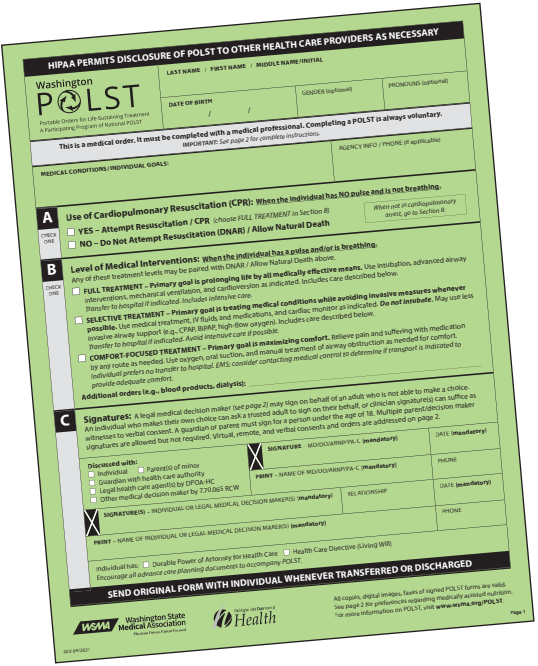 HIPAA PERMITS DISCLOSURE OF POLST TO OTHER HEALTH CARE PROVIDERS AS NECESSARY
Washington
POLST
Portable Orders for Life-Sustaining Treatment
A Participating Program of National POLST
LAST NAME / FIRST NAME / MIDDLE NAME/INITIAL
DATE OF BIRTH
/ /
GENDER (optional)
PRONOUNS (optional)
This is a medical order. It must be completed with a medical professional. Completing a POLST is always voluntary.
IMPORTANT: See page 2 for complete instructions.
MEDICAL CONDITIONS/INDIVIDUAL GOALS:
AGENCY INFO / PHONE (if applicable)
A
CHECK
ONE
Use of Cardiopulmonary Resuscitation (CPR): When the individual has NO pulse and is not breathing.
YES – Attempt Resuscitation / CPR (choose FULL TREATMENT in Section B)
NO – Do Not Attempt Resuscitation (DNAR) / Allow Natural Death
When not in cardiopulmonary
arrest, go to Section B.
B
CHECK
ONE
Level of Medical Interventions: When the individual has a pulse and/or is breathing.
Any of these treatment levels may be paired with DNAR / Allow Natural Death above.
FULL TREATMENT – Primary goal is prolonging life by all medically effective means. Use intubation, advanced airway
interventions, mechanical ventilation, and cardioversion as indicated. Includes care described below.
Transfer to hospital if indicated. Includes intensive care.
SELECTIVE TREATMENT – Primary goal is treating medical conditions while avoiding invasive measures whenever
possible. Use medical treatment, IV fluids and medications, and cardiac monitor as indicated. Do not intubate. May use less
invasive airway support (e.g., CPAP, BiPAP, high-flow oxygen). Includes care described below.
Transfer to hospital if indicated. Avoid intensive care if possible.
COMFORT-FOCUSED TREATMENT – Primary goal is maximizing comfort. Relieve pain and suffering with medication
by any route as needed. Use oxygen, oral suction, and manual treatment of airway obstruction as needed for comfort.
Individual prefers no transfer to hospital. EMS: consider contacting medical control to determine if transport is indicated to
provide adequate comfort.
Additional orders (e.g., blood products, dialysis):
C
Signatures: A legal medical decision maker (see page 2) may sign on behalf of an adult who is not able to make a choice.
An individual who makes their own choice can ask a trusted adult to sign on their behalf, or clinician signature(s) can suffice as
witnesses to verbal consent. A guardian or parent must sign for a person under the age of 18. Multiple parent/decision maker
signatures are allowed but not required. Virtual, remote, and verbal consents and orders are addressed on page 2.
Discussed with:
Individual Parent(s) of minor
Guardian with health care authority
Legal health care agent(s) by DPOA-HC
Other medical decision maker by 7.70.065 RCW
X
SIGNATURE – MD/DO/ARNP/PA-C (mandatory)
DATE (mandatory)
PRINT – NAME OF MD/DO/ARNP/PA-C (mandatory)
PHONE
X
SIGNATURE(S) – INDIVIDUAL OR LEGAL MEDICAL DECISION MAKER(S) (mandatory)
RELATIONSHIP
DATE (mandatory)
PRINT – NAME OF INDIVIDUAL OR LEGAL MEDICAL DECISION MAKER(S) (mandatory)
PHONE
Individual has: Durable Power of Attorney for Health Care Health Care Directive (Living Will)
Encourage all advance care planning documents to accompany POLST.
SEND ORIGINAL FORM WITH INDIVIDUAL WHENEVER TRANSFERRED OR DISCHARGED
WSMA
Washington State
Medical Association
Physician Driven Patient Focused
Washington State Department of
Health
All copies, digital images, faxes of signed POLST forms are valid.
See page 2 for preferences regarding medically assisted nutrition.
For more information on POLST, visit www.wsma.org/POLST.
Page 1